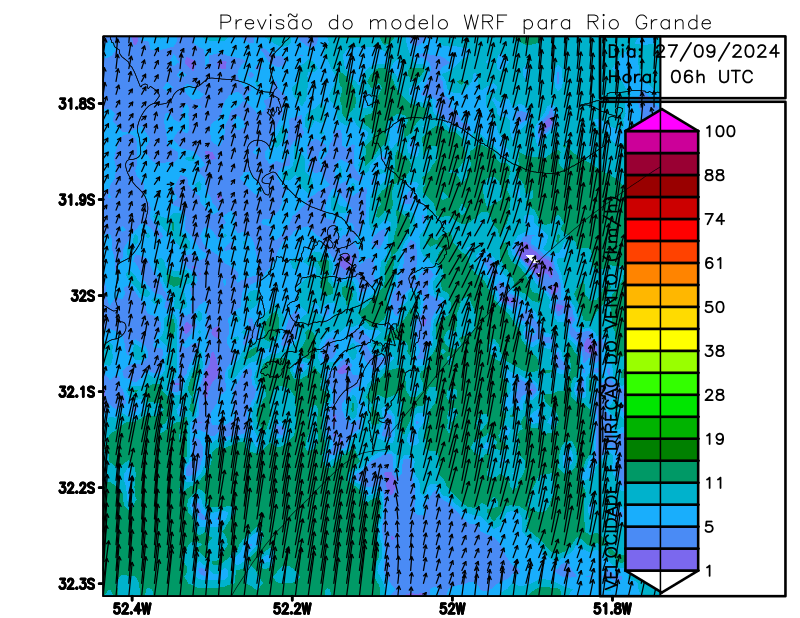 Previsão do modelo WRF para Rio Grande
Dia: 27/09/2024
Hora: 06h UTC
31.8S
31.9S
32S
32.1S
32.2S
32.3S
52.4W
52.2W
52W
51.8W
100
88
74
61
50
38
28
19
11
5
1
VELOCIDADE E DIREÇÃO DO VENTO (km/h)